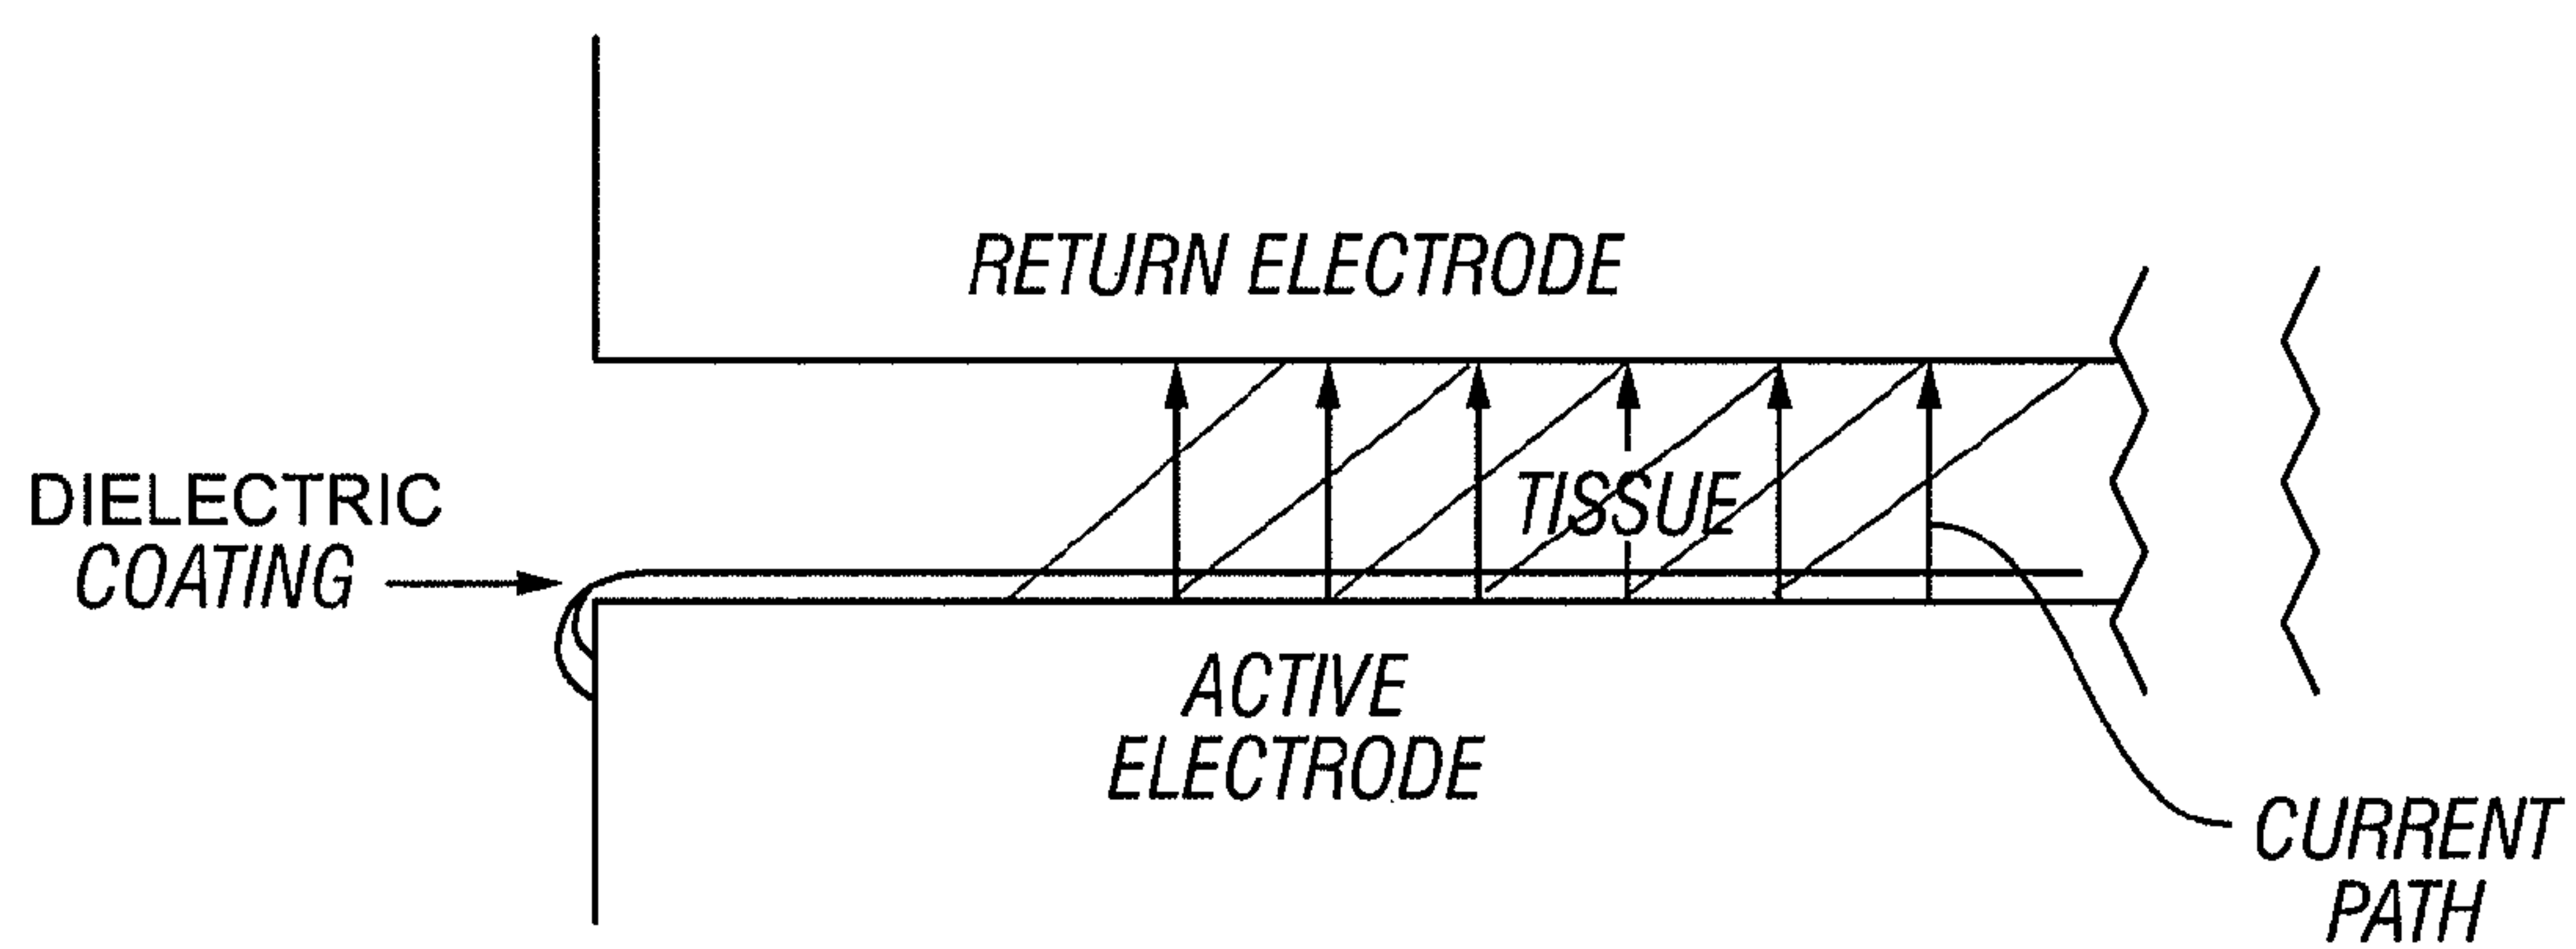 RETURN ELECTRODE
DIELECTRIC
COATING
TISSUE
ACTIVE
ELECTRODE
CURRENT
PATH